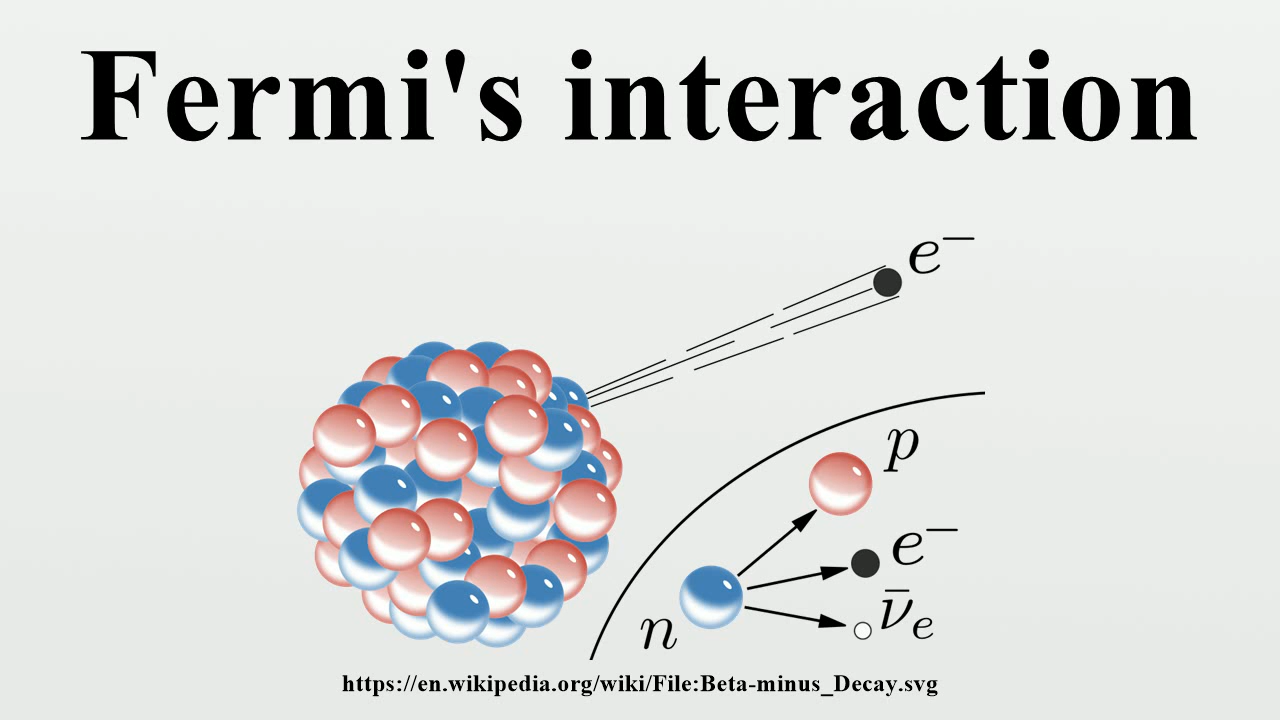 Fermi's interaction
e⁻
p
e⁻
ν̄ₑ
n
https://en.wikipedia.org/wiki/File:Beta-minus_Decay.svg